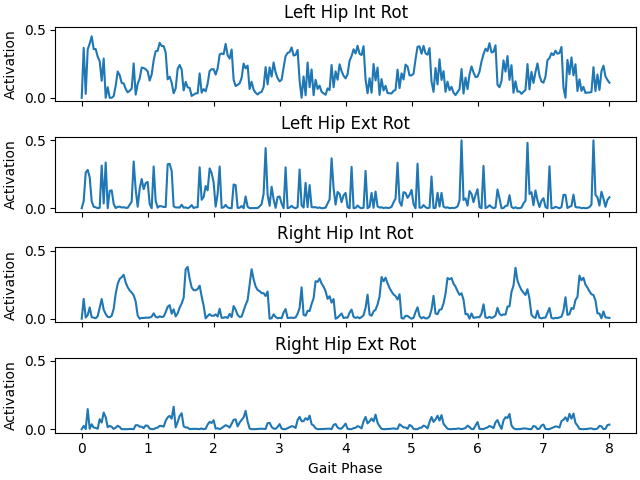 Left Hip Int Rot
Activation
0.5
0.0
Left Hip Ext Rot
Activation
0.5
0.0
Right Hip Int Rot
Activation
0.5
0.0
Right Hip Ext Rot
Activation
0.5
0.0
0 1 2 3 4 5 6 7 8
Gait Phase